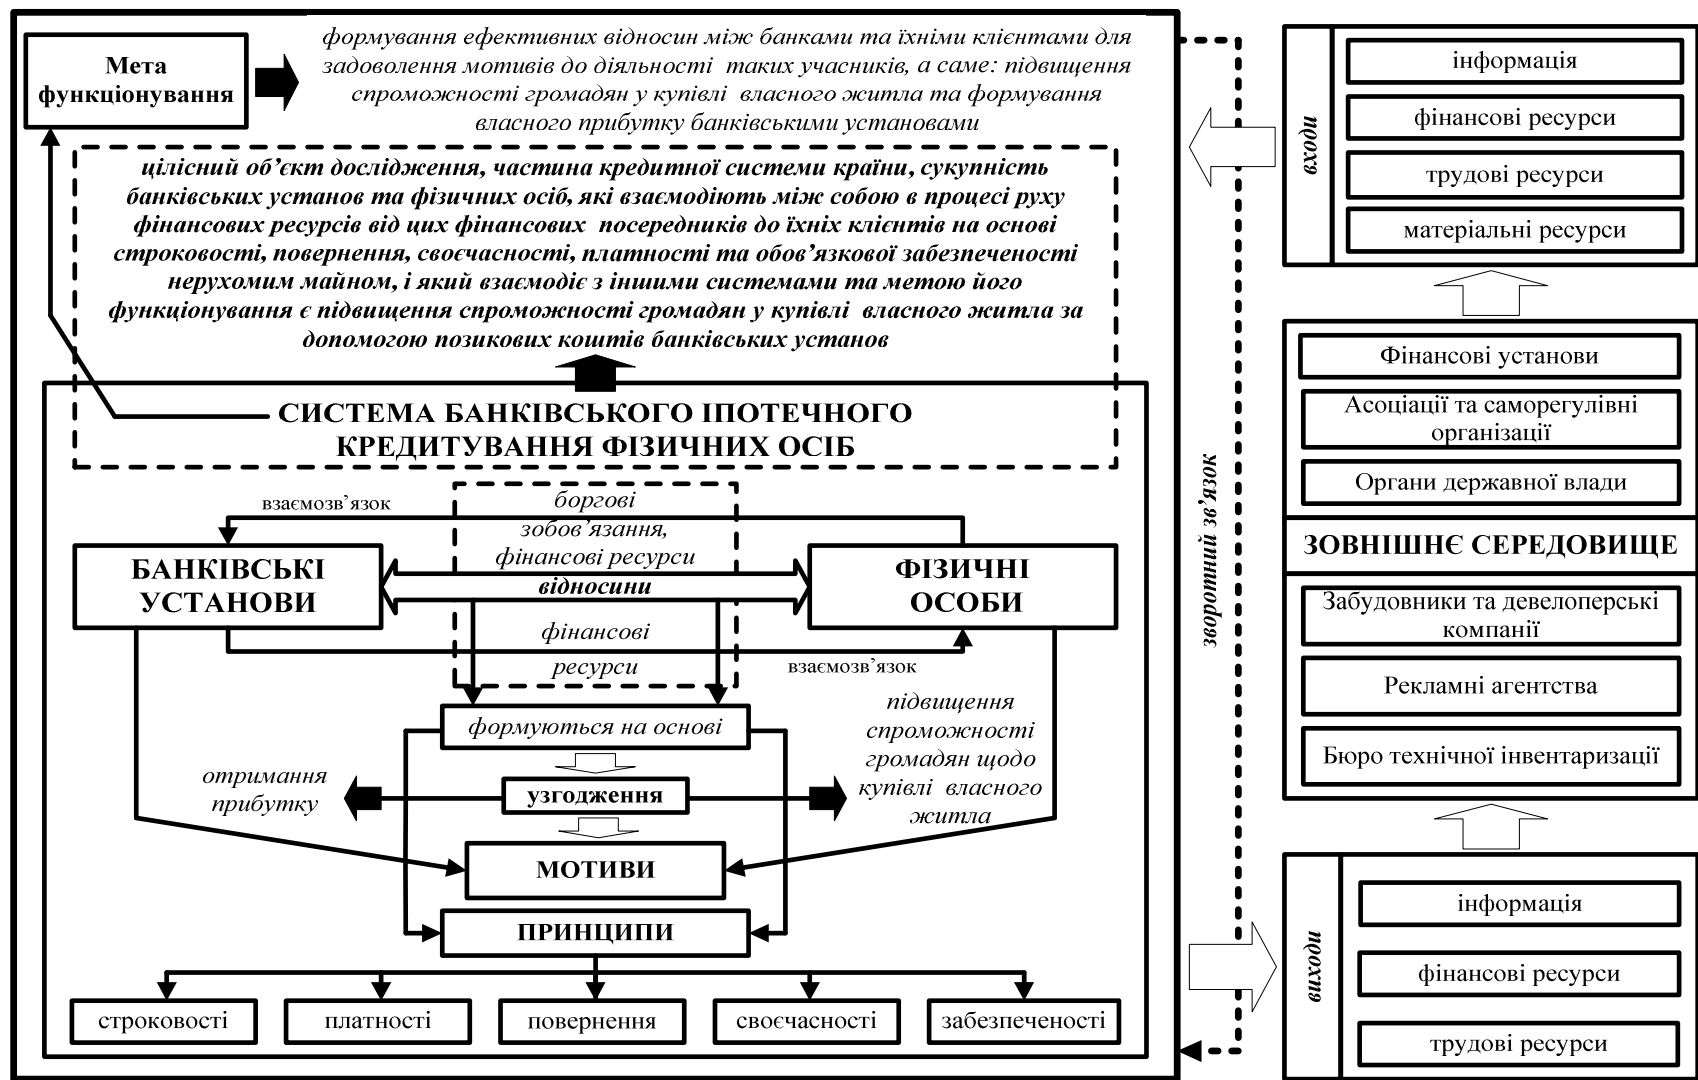 Мета
функціонування
формування ефективних відносин між банками та їхніми клієнтами для
задоволення мотивів до діяльності таких учасників, а саме: підвищення
спроможності громадян у купівлі власного житла та формування
власного прибутку банківськими установами
цілісний об’єкт дослідження, частина кредитної системи країни, сукупність
банківських установ та фізичних осіб, які взаємодіють між собою в процесі руху
фінансових ресурсів від цих фінансових посередників до їхніх клієнтів на основі
строковості, повернення, своєчасності, платності та обов’язкової забезпеченості
нерухомим майном, і який взаємодіє з іншими системами та метою його
функціонування є підвищення спроможності громадян у купівлі власного житла за
допомогою позикових коштів банківських установ
СИСТЕМА БАНКІВСЬКОГО ІПОТЕЧНОГО
КРЕДИТУВАННЯ ФІЗИЧНИХ ОСІБ
взаємозв’язок
боргові
зобов’язання,
фінансові ресурси
БАНКІВСЬКІ
УСТАНОВИ
відносини
ФІЗИЧНІ
ОСОБИ
фінансові
ресурси
взаємозв’язок
формуються на основі
отримання
прибутку
узгодження
підвищення
спроможності
громадян щодо
купівлі власного
житла
МОТИВИ
ПРИНЦИПИ
строковості
платності
повернення
своєчасності
забезпеченості
зворотний зв’язок
входи
інформація
фінансові ресурси
трудові ресурси
матеріальні ресурси
Фінансові установи
Асоціації та саморегулівні
організації
Органи державної влади
ЗОВНІШНЄ СЕРЕДОВИЩЕ
Забудовники та девелоперські
компанії
Рекламні агентства
Бюро технічної інвентаризації
виходи
інформація
фінансові ресурси
трудові ресурси